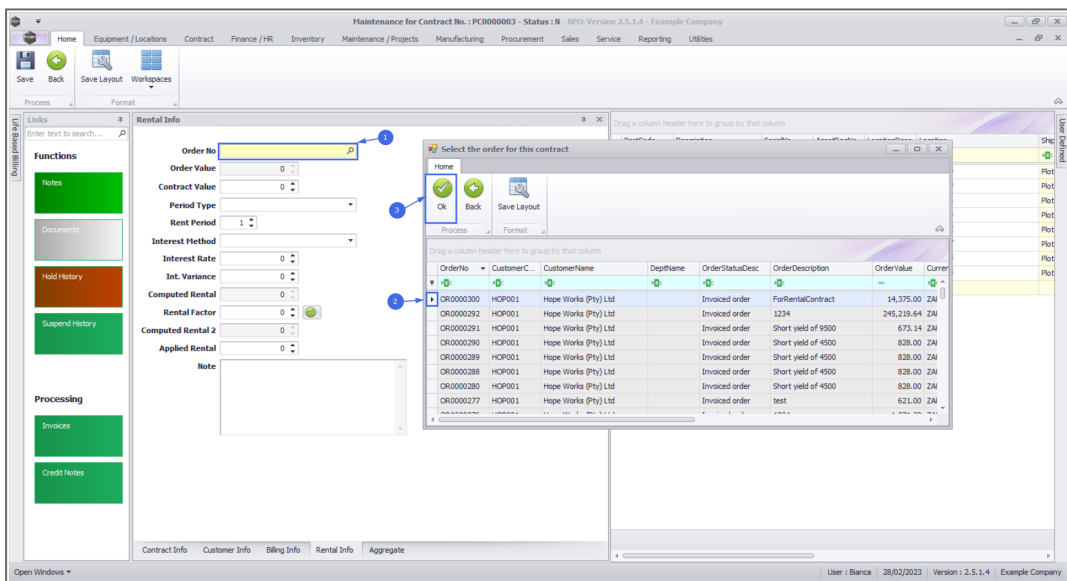 Maintenance for Contract No. : PC0000003 - Status : N - BPO: Version 2.5.1.4 - Example Company
Home Equipment / Locations Contract Finance / HR Inventory Maintenance / Projects Manufacturing Procurement Sales Service Reporting Utilities
Save Back Save Layout Workspaces
Process Format
Life Based Billing
Links
Enter text to search...
Functions
Notes
Documents
Hold History
Suspend History
Processing
Invoices
Credit Notes
Rental Info
1
Order No
Order Value 0
Contract Value 0
Period Type
Rent Period 1
Interest Method
Interest Rate 0
Int. Variance 0
Computed Rental 0
Rental Factor 0
Computed Rental 2 0
Applied Rental 0
Note
Contract Info Customer Info Billing Info Rental Info Aggregate
Drag a column header here to group by that column
Ship
User Defined
Plot
Plot
Plot
Plot
Plot
Plot
Plot
Plot
Select the order for this contract
Home
3
Ok Back Save Layout
Process Format
Drag a column header here to group by that column
OrderNo CustomerC... CustomerName DeptName OrderStatusDesc OrderDescription OrderValue Curren
2
OR0000300 HOP001 Hope Works (Pty) Ltd Invoiced order ForRentalContract 14,375.00 ZAI
OR0000292 HOP001 Hope Works (Pty) Ltd Invoiced order 1234 245,219.64 ZAI
OR0000291 HOP001 Hope Works (Pty) Ltd Invoiced order Short yield of 9500 673.14 ZAI
OR0000290 HOP001 Hope Works (Pty) Ltd Invoiced order Short yield of 4500 828.00 ZAI
OR0000289 HOP001 Hope Works (Pty) Ltd Invoiced order Short yield of 4500 828.00 ZAI
OR0000288 HOP001 Hope Works (Pty) Ltd Invoiced order Short yield of 4500 828.00 ZAI
OR0000280 HOP001 Hope Works (Pty) Ltd Invoiced order Short yield of 4500 828.00 ZAI
OR0000277 HOP001 Hope Works (Pty) Ltd Invoiced order test 621.00 ZAI
Open Windows User : Bianca 28/02/2023 Version : 2.5.1.4 Example Company